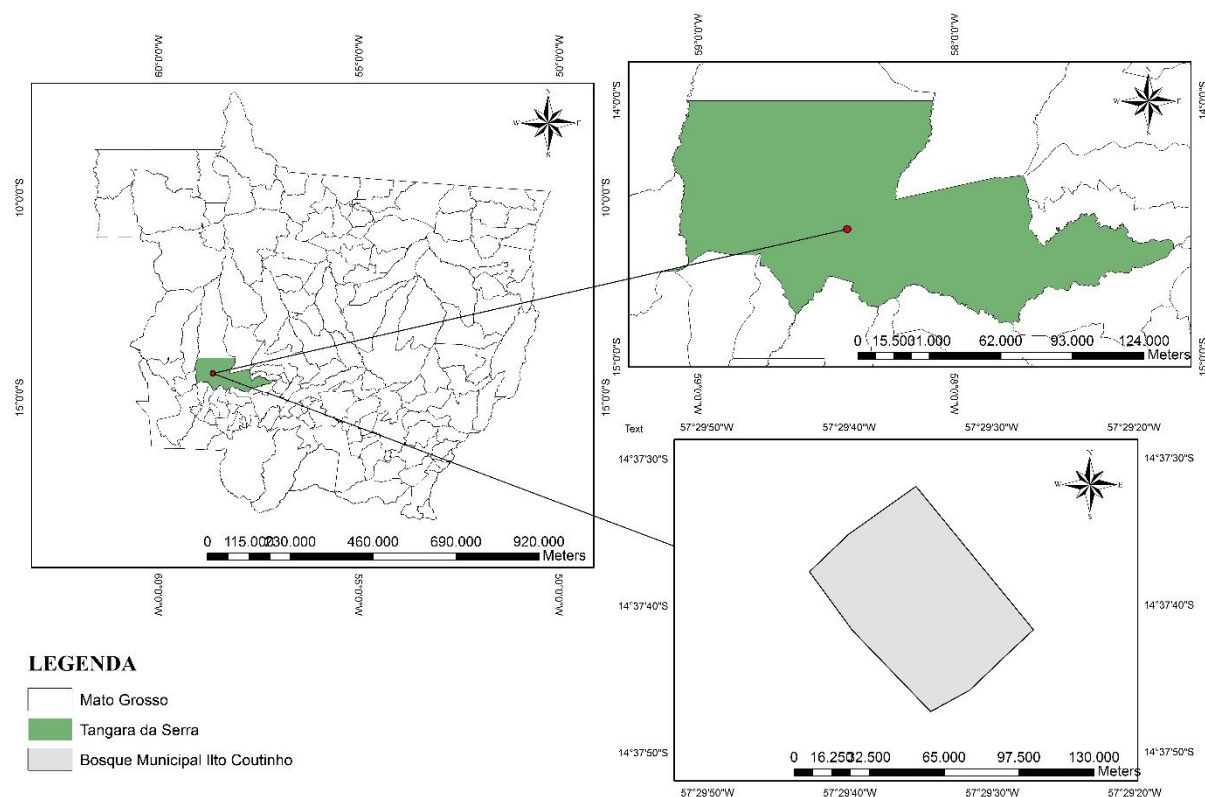 60°0'0"W 55°0'0"W 50°0'0"W
N
W E
S
10°0'0"S
10°0'0"S
15°0'0"S
15°0'0"S
0 115.000230.000 460.000 690.000 920.000
Meters
60°0'0"W 55°0'0"W 50°0'0"W
59°0'0"W 58°0'0"W
14°0'0"S
14°0'0"S
N
W E
S
0 15.50031.000 62.000 93.000 124.000
Meters
15°0'0"S
15°0'0"S
59°0'0"W 58°0'0"W
Text
57°29'50"W 57°29'40"W 57°29'30"W 57°29'20"W
14°37'30"S 14°37'30"S
N
W E
S
14°37'40"S 14°37'40"S
14°37'50"S 14°37'50"S
0 16.25032.500 65.000 97.500 130.000
Meters
57°29'50"W 57°29'40"W 57°29'30"W 57°29'20"W
LEGENDA
Mato Grosso
Tangara da Serra
Bosque Municipal Ilto Coutinho